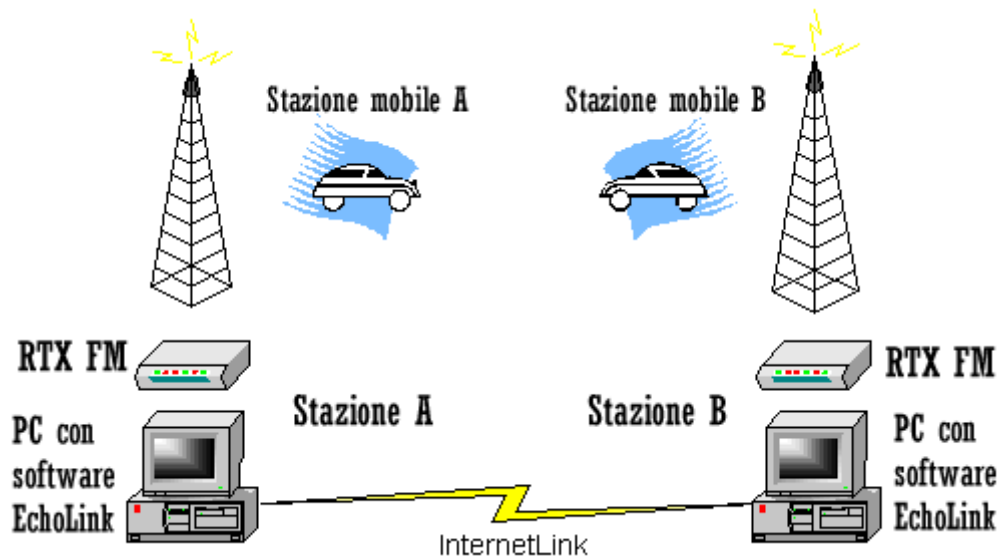 Stazione mobile A
Stazione mobile B
RTX FM
RTX FM
Stazione A
Stazione B
PC con
software
EchoLink
PC con
software
EchoLink
InternetLink